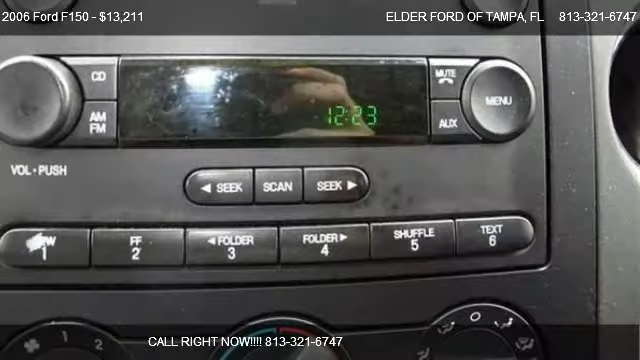 2006 Ford F150 - $13,211
ELDER FORD OF TAMPA, FL 813-321-6747
CD
AM FM
MUTE
AUX
MENU
12:23
VOL • PUSH
◄ SEEK
SCAN
SEEK ►
1
FF 2
◄ FOLDER 3
FOLDER ► 4
SHUFFLE 5
TEXT 6
1 2
CALL RIGHT NOW!!!! 813-321-6747